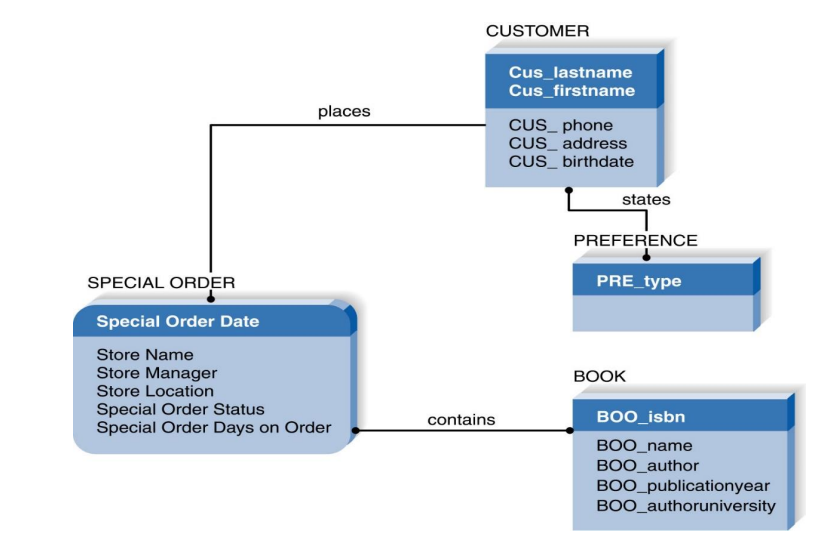 CUSTOMER
Cus_lastname
Cus_firstname
CUS_ phone
CUS_ address
CUS_ birthdate
places
states
PREFERENCE
PRE_type
SPECIAL ORDER
Special Order Date
Store Name
Store Manager
Store Location
Special Order Status
Special Order Days on Order
contains
BOOK
BOO_isbn
BOO_name
BOO_author
BOO_publicationyear
BOO_authoruniversity